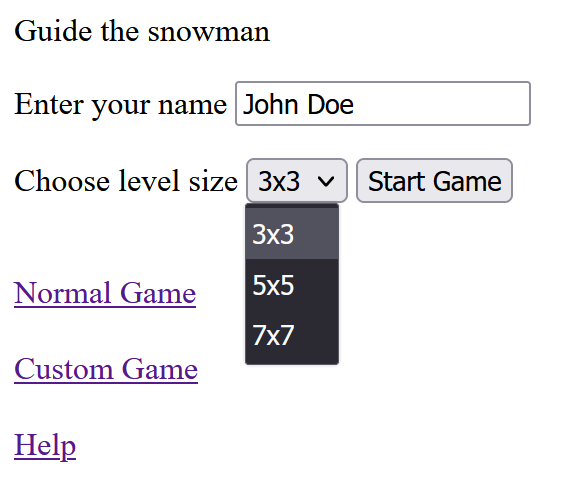 Guide the snowman
Enter your name John Doe
Choose level size 3x3 Start Game
3x3
5x5
7x7
Normal Game
Custom Game
Help